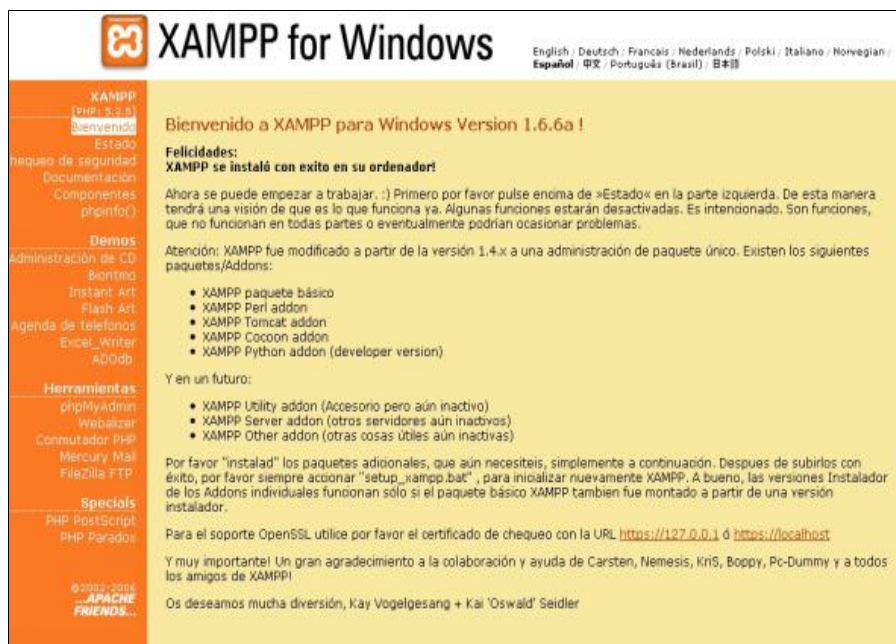 XAMPP for Windows
English / Deutsch / Francais / Nederlands / Polski / Italiano / Norwegian /
Español / 中文 / Português (Brasil) / 日本語
XAMPP
[PHP: 5.2.5]
Bienvenido
Estado
hequeo de seguridad
Documentación
Componentes
phpinfo()
Demos
Administración de CD
Bioritmo
Instant Art
Flash Art
Agenda de telefonos
Excel_Writer
ADOdb
Herramientas
phpMyAdmin
Webalizer
Conmutador PHP
Mercury Mail
FileZilla FTP
Specials
PHP PostScript
PHP Paradox
©2002-2006
...APACHE
FRIENDS...
Bienvenido a XAMPP para Windows Version 1.6.6a !
Felicidades:
XAMPP se instaló con exito en su ordenador!
Ahora se puede empezar a trabajar. :) Primero por favor pulse encima de »Estado« en la parte izquierda. De esta manera
tendrá una visión de que es lo que funciona ya. Algunas funciones estarán desactivadas. Es intencionado. Son funciones,
que no funcionan en todas partes o eventualmente podrían ocasionar problemas.
Atención: XAMPP fue modificado a partir de la versión 1.4.x a una administración de paquete único. Existen los siguientes
paquetes/Addons:
• XAMPP paquete básico
• XAMPP Perl addon
• XAMPP Tomcat addon
• XAMPP Cocoon addon
• XAMPP Python addon (developer version)
Y en un futuro:
• XAMPP Utility addon (Accesorio pero aún inactivo)
• XAMPP Server addon (otros servidores aún inactivos)
• XAMPP Other addon (otras cosas útiles aún inactivas)
Por favor "instalad" los paquetes adicionales, que aún necesiteis, simplemente a continuación. Despues de subirlos con
éxito, por favor siempre accionar "setup_xampp.bat" , para inicializar nuevamente XAMPP. A bueno, las versiones Instalador
de los Addons individuales funcionan sólo si el paquete básico XAMPP tambien fue montado a partir de una versión
instalador.
Para el soporte OpenSSL utilice por favor el certificado de chequeo con la URL https://127.0.0.1 ó https://localhost
Y muy importante! Un gran agradecimiento a la colaboración y ayuda de Carsten, Nemesis, KriS, Boppy, Pc-Dummy y a todos
los amigos de XAMPP!
Os deseamos mucha diversión, Kay Vogelgesang + Kai 'Oswald' Seidler